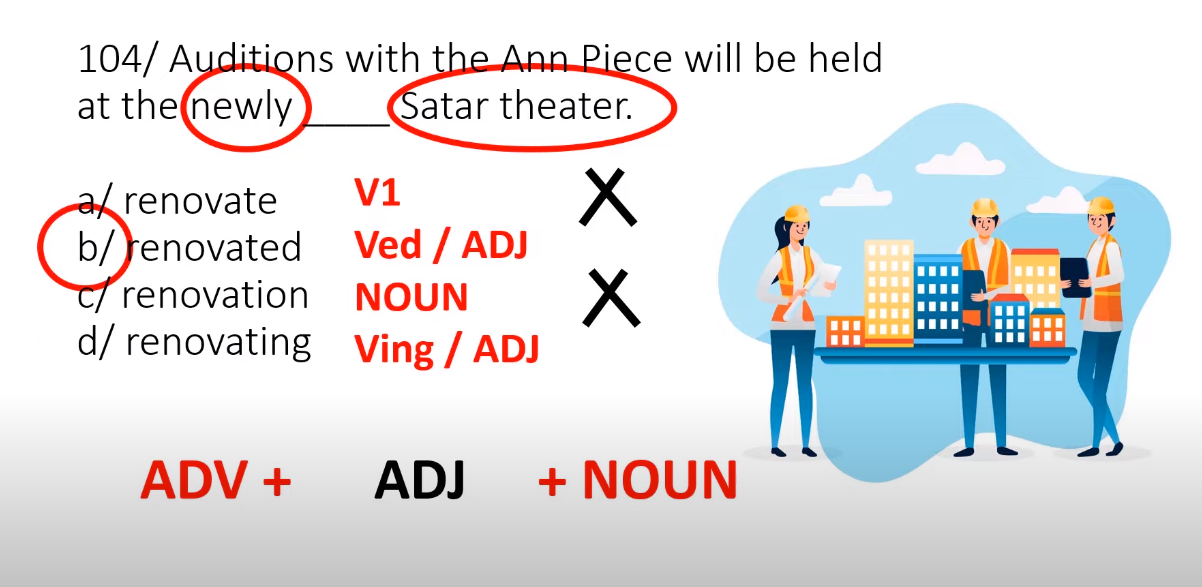 104/ Auditions with the Ann Piece will be held
at the newly ____ Satar theater.
a/ renovate V1 X
b/ renovated Ved / ADJ
c/ renovation NOUN X
d/ renovating Ving / ADJ
ADV + ADJ + NOUN